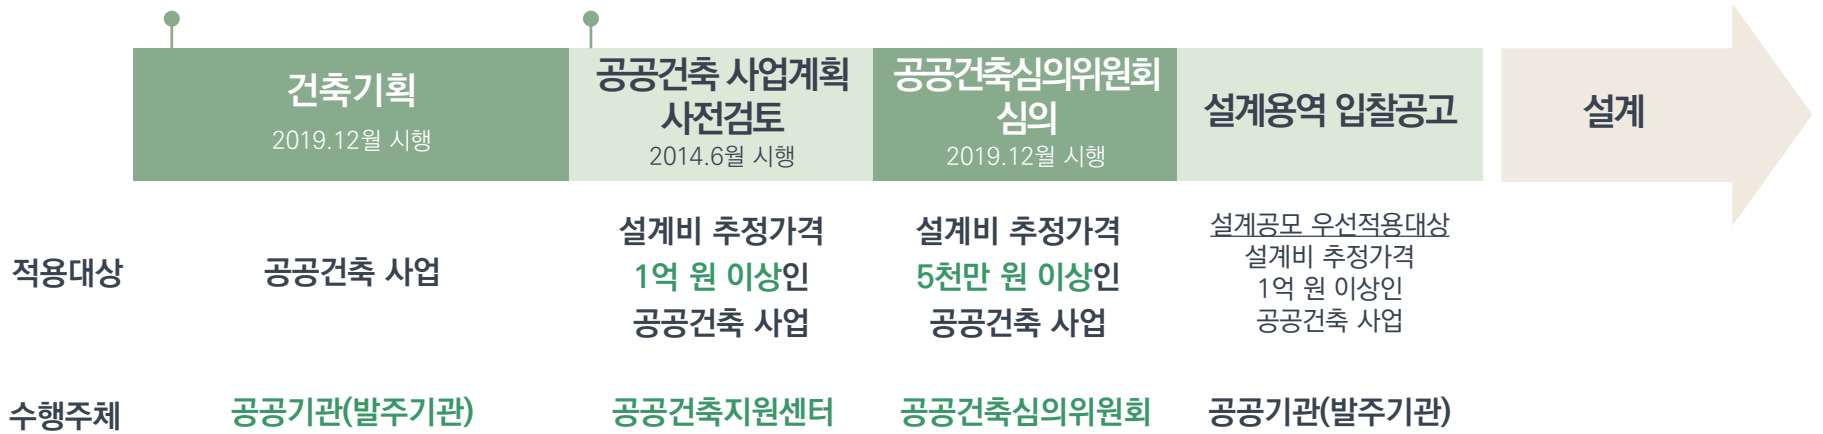 건축기획
2019.12월 시행
공공건축 사업계획
사전검토
2014.6월 시행
공공건축심의위원회
심의
2019.12월 시행
설계용역 입찰공고
설계
적용대상
공공건축 사업
설계비 추정가격
1억 원 이상인
공공건축 사업
설계비 추정가격
5천만 원 이상인
공공건축 사업
설계공모 우선적용대상
설계비 추정가격
1억 원 이상인
공공건축 사업
수행주체
공공기관(발주기관)
공공건축지원센터
공공건축심의위원회
공공기관(발주기관)